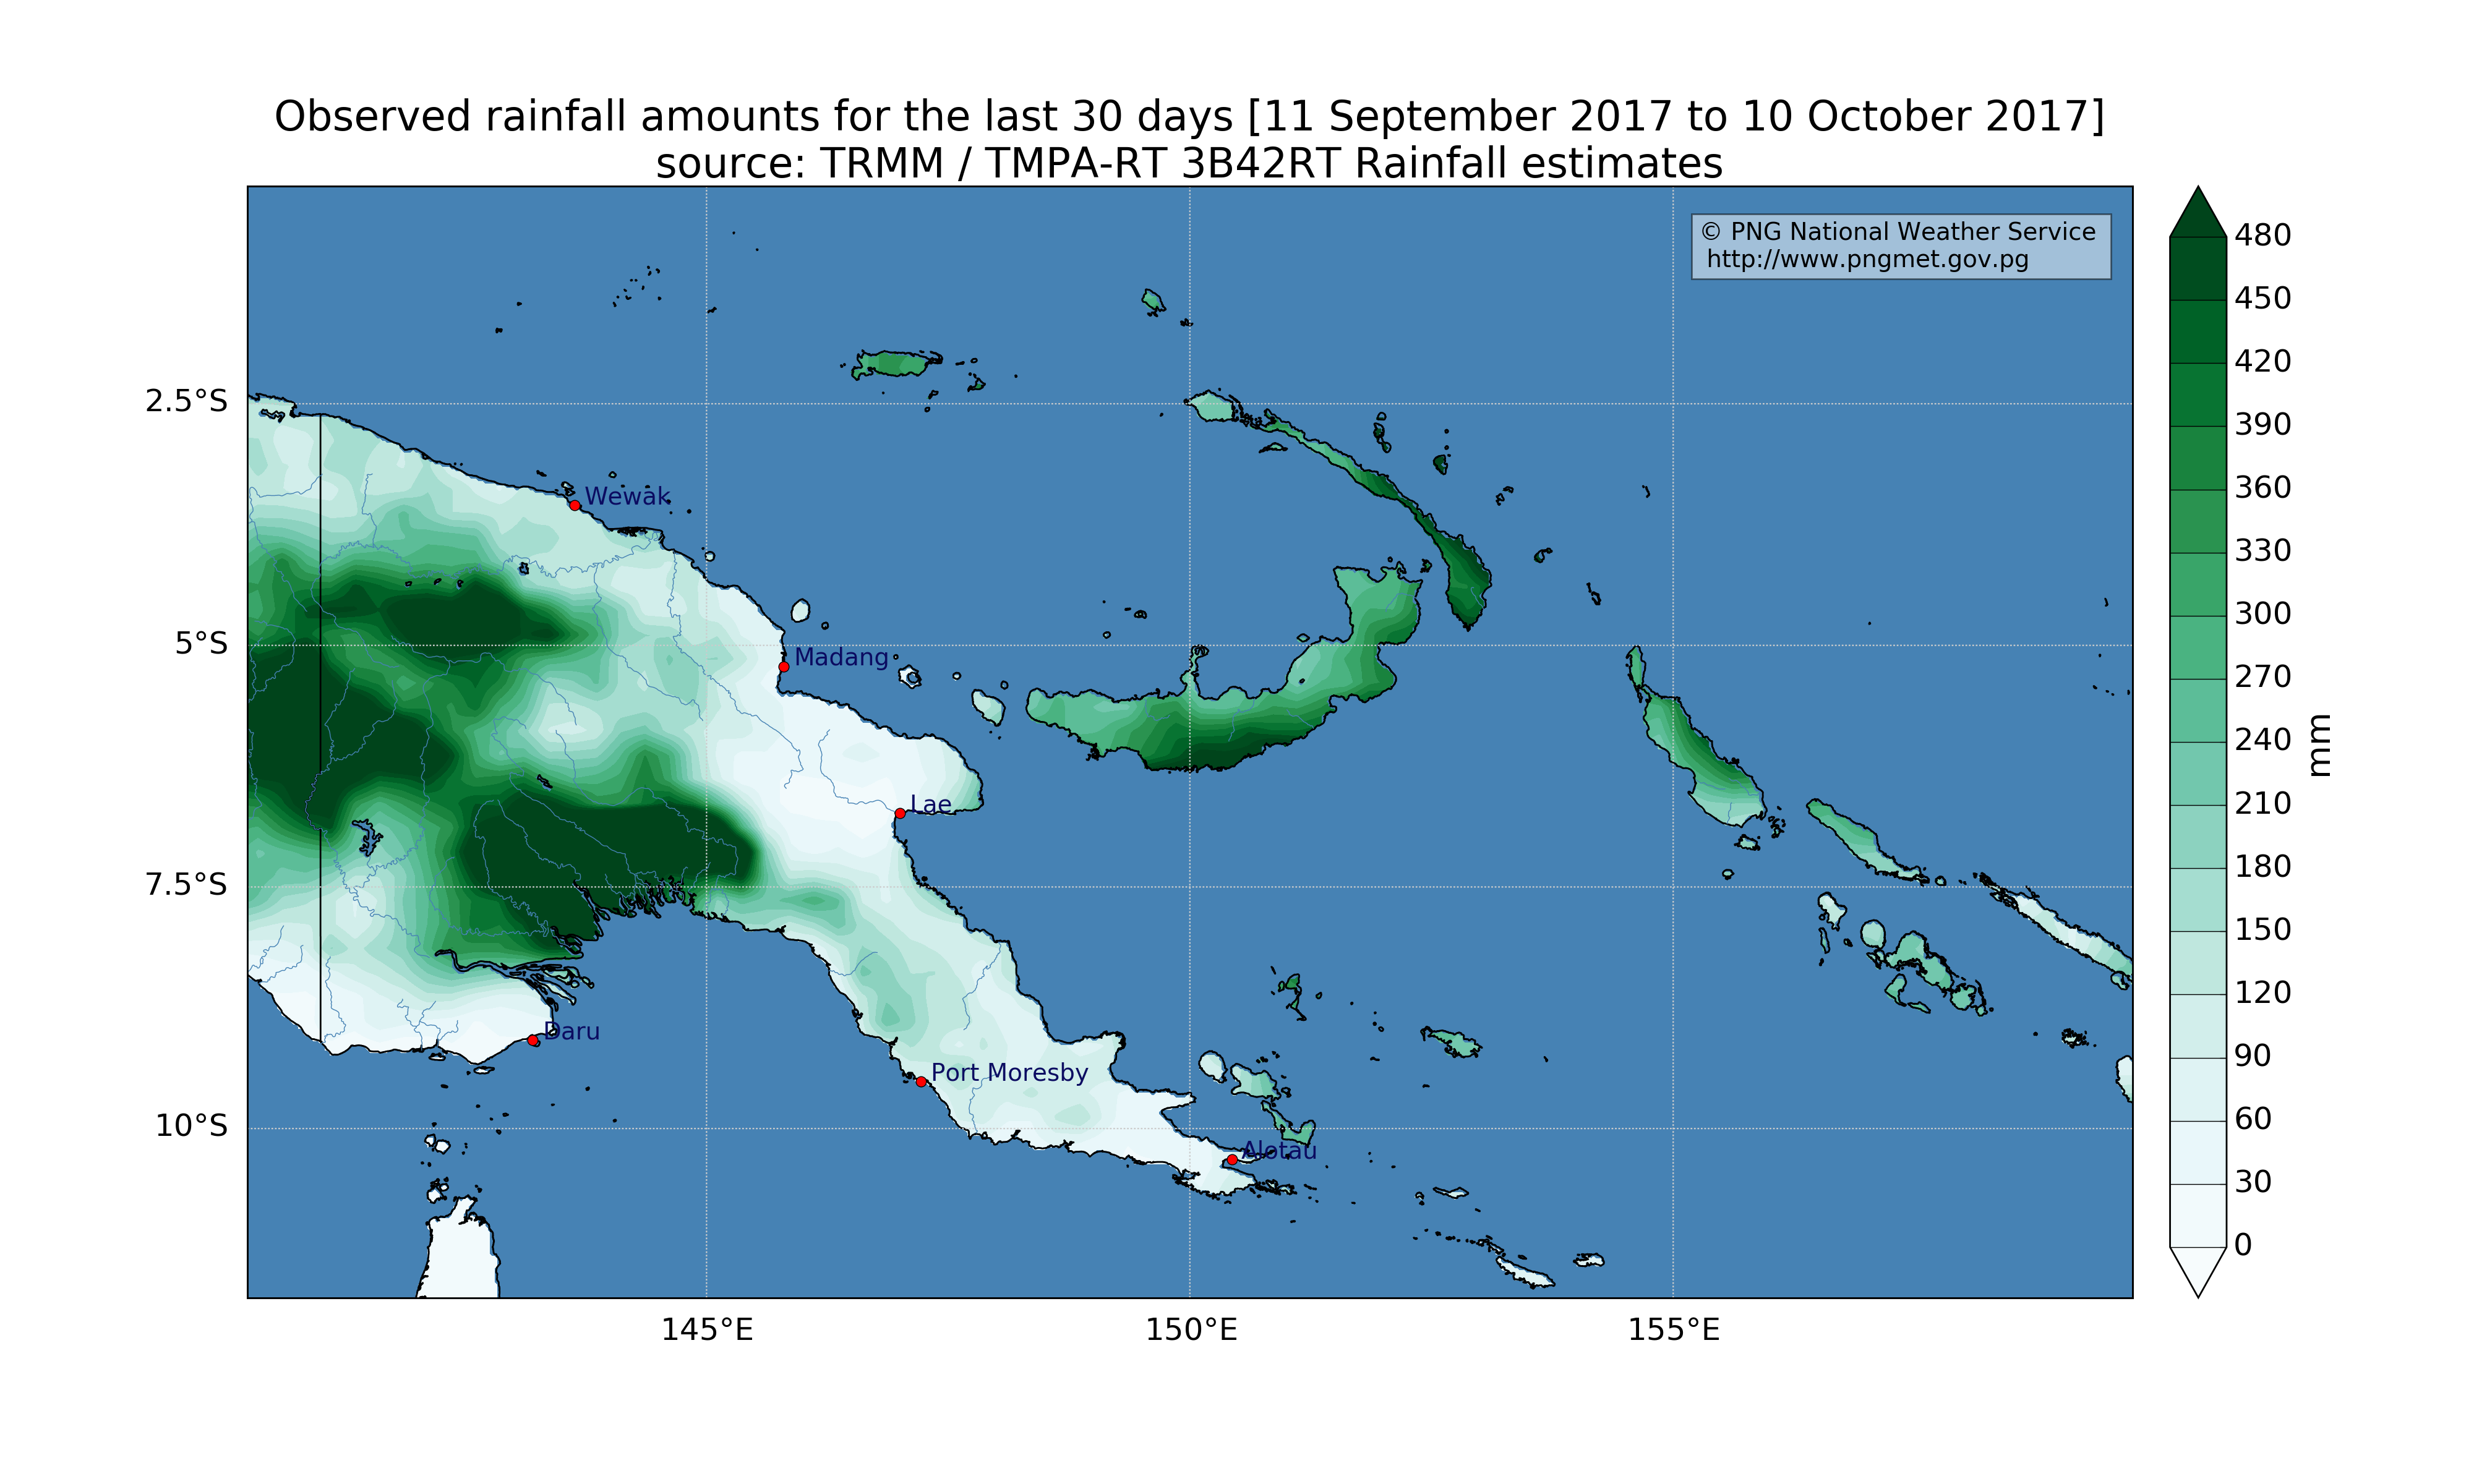 Observed rainfall amounts for the last 30 days [11 September 2017 to 10 October 2017]
source: TRMM / TMPA-RT 3B42RT Rainfall estimates
© PNG National Weather Service
http://www.pngmet.gov.pg
480
450
420
390
360
330
300
270
240
210
180
150
120
90
60
30
0
mm
2.5°S
5°S
7.5°S
10°S
Wewak
Madang
Lae
Daru
Port Moresby
Alotau
145°E
150°E
155°E